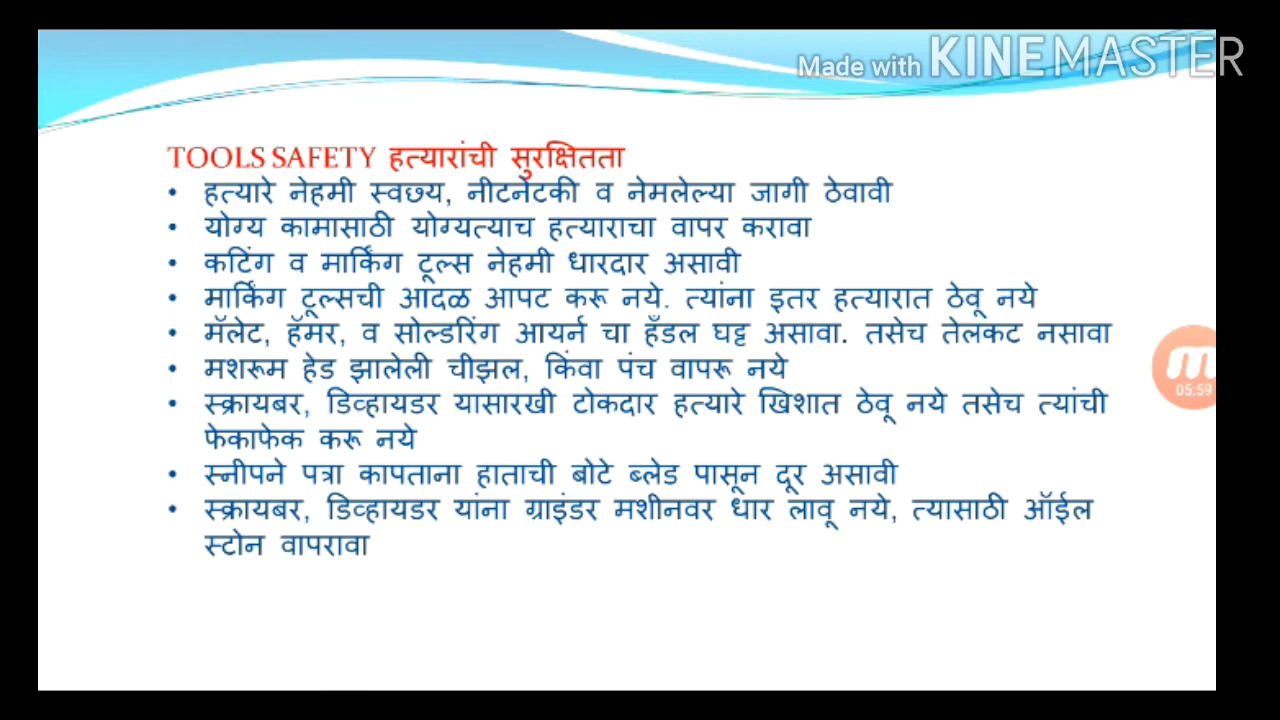 Made with KINEMASTER
TOOLS SAFETY हत्यारांची सुरक्षितता
• हत्यारे नेहमी स्वछ्य, नीटनेटकी व नेमलेल्या जागी ठेवावी
• योग्य कामासाठी योग्यत्याच हत्याराचा वापर करावा
• कटिंग व मार्किंग टूल्स नेहमी धारदार असावी
• मार्किंग टूल्सची आदळ आपट करू नये. त्यांना इतर हत्यारात ठेवू नये
• मॅलेट, हॅमर, व सोल्डरिंग आयर्न चा हँडल घट्ट असावा. तसेच तेलकट नसावा
• मशरूम हेड झालेली चीझल, किंवा पंच वापरू नये
• स्क्रायबर, डिव्हायडर यासारखी टोकदार हत्यारे खिशात ठेवू नये तसेच त्यांची
फेकाफेक करू नये
• स्नीपने पत्रा कापताना हाताची बोटे ब्लेड पासून दूर असावी
• स्क्रायबर, डिव्हायडर यांना ग्राइंडर मशीनवर धार लावू नये, त्यासाठी ऑईल
स्टोन वापरावा
05:59